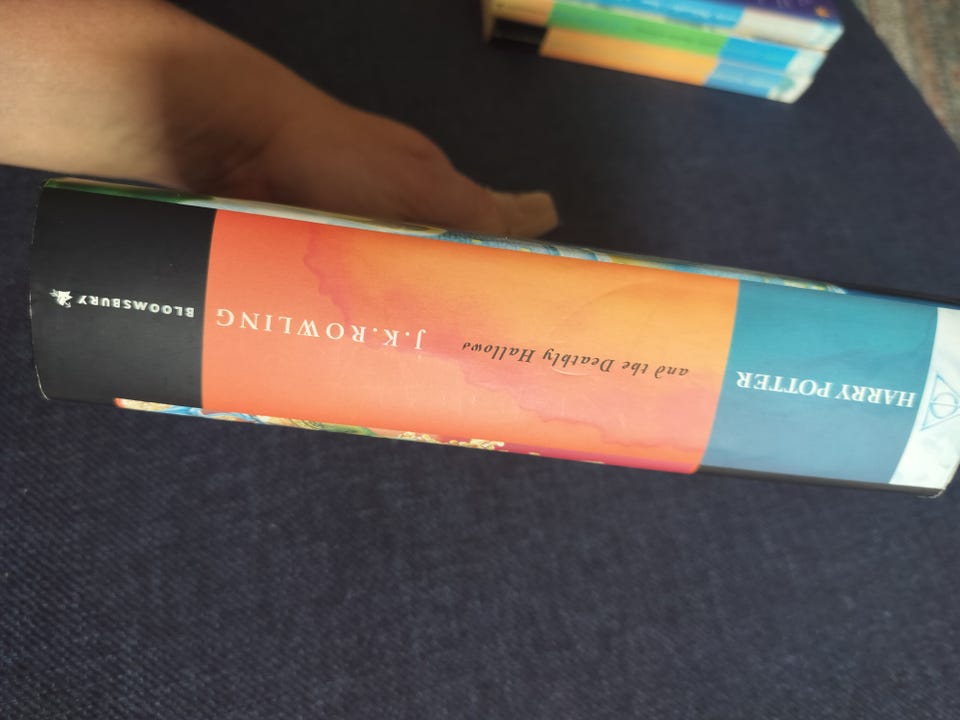 HARRY POTTER
and the Deathly Hallows
J.K.ROWLING
BLOOMSBURY